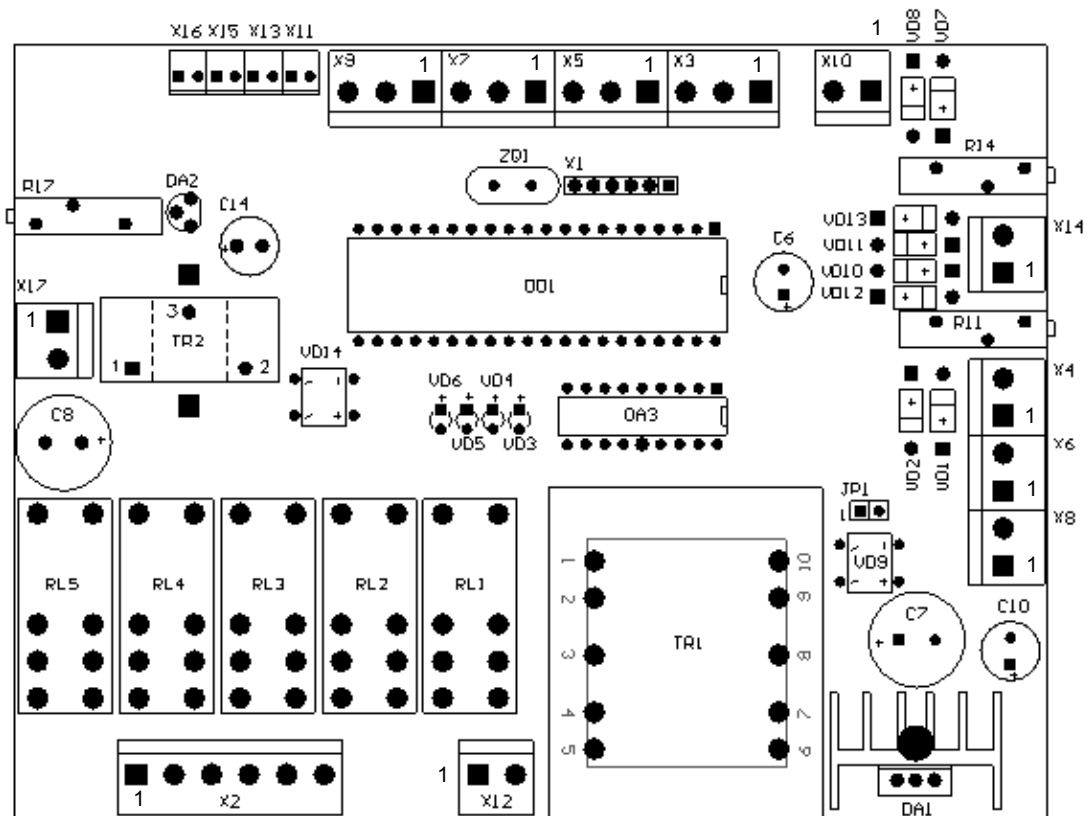 1 VD8 VD7
X16 X15 X13 X11
X9 1 X7 1 X5 1 X3 1 X10
ZQ1 X1 R14
R17 DA2
C14
VD13 X14
VD11
C6
VD10 1
VD12
DD1
X17
1
3
TR2
1 2
R11
VD14
VD6 VD4 X4
C8
DA3 1
VD5 VD3 X6
VD2 VD1
1
JP1
1
X8
RL5 RL4 RL3 RL2 RL1
1 10
VD9 1
2 9
C7 C10
3 TR1 8
4 7
5 6
1 X2
1 X12
DA1